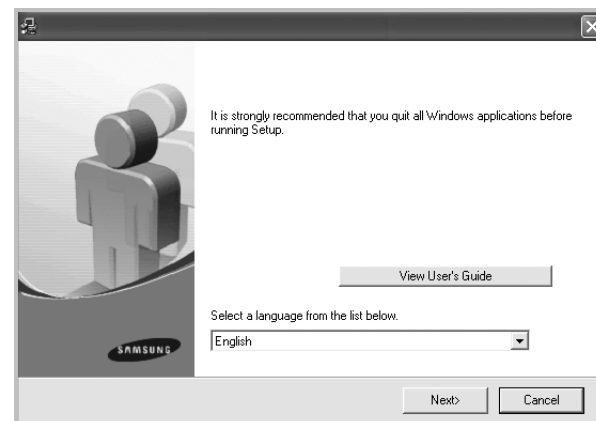 It is strongly recommended that you quit all Windows applications before
running Setup.
View User's Guide
Select a language from the list below.
SAMSUNG
English
Next>
Cancel